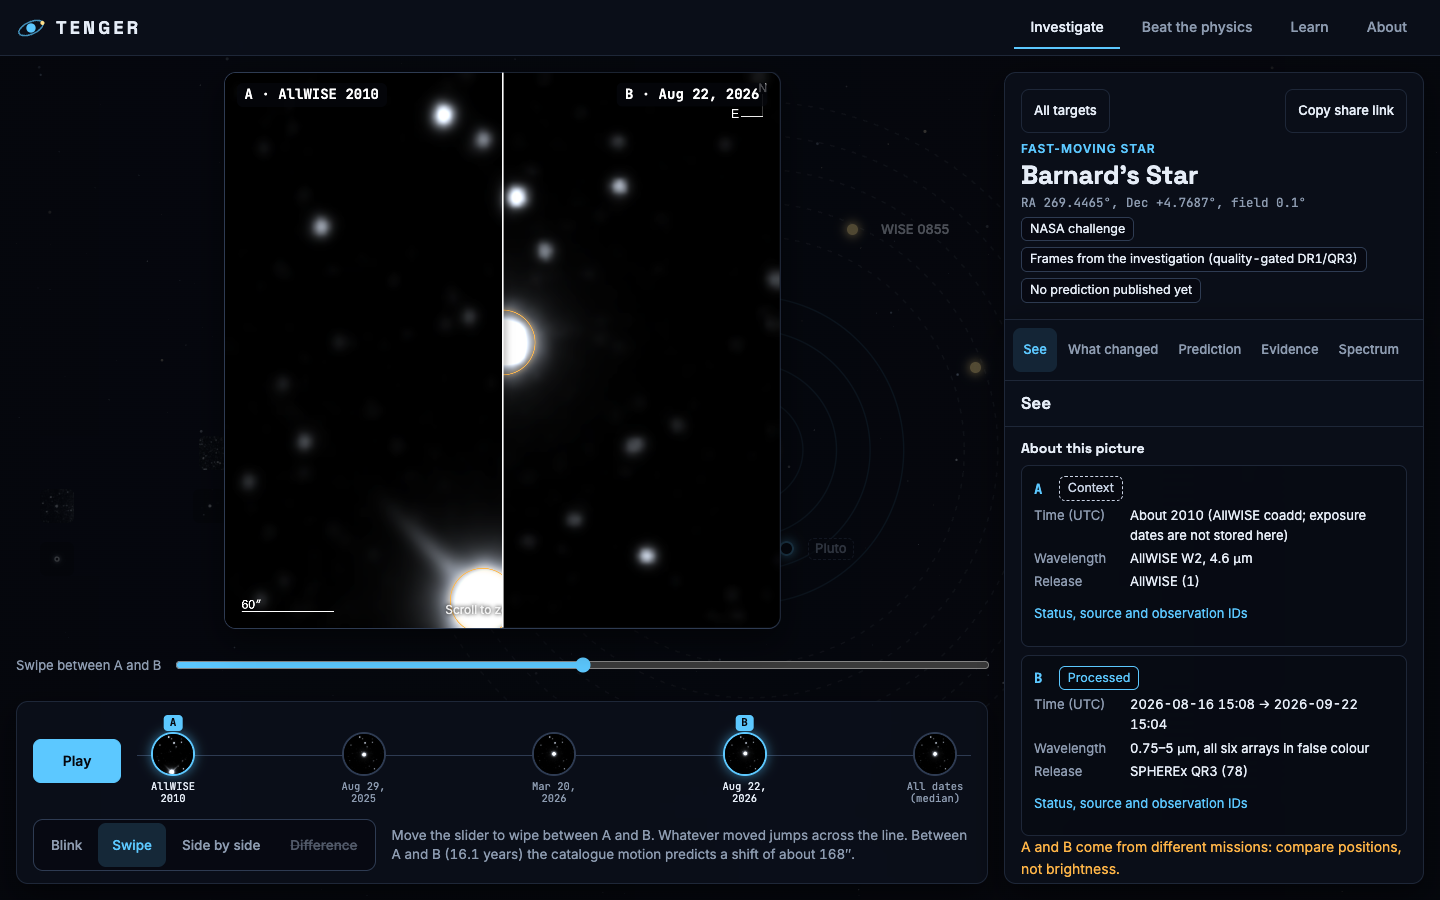 TENGER
Investigate
Beat the physics
Learn
About
A · AllWISE 2010
B · Aug 22, 2026
N
E
60″
Scroll to z
WISE 0855
Pluto
Swipe between A and B
Play
A
AllWISE
2010
Aug 29,
2025
Mar 20,
2026
B
Aug 22,
2026
All dates
(median)
Blink
Swipe
Side by side
Difference
Move the slider to wipe between A and B. Whatever moved jumps across the line. Between
A and B (16.1 years) the catalogue motion predicts a shift of about 168″.
All targets
Copy share link
FAST-MOVING STAR
Barnard’s Star
RA 269.4465°, Dec +4.7687°, field 0.1°
NASA challenge
Frames from the investigation (quality-gated DR1/QR3)
No prediction published yet
See
What changed
Prediction
Evidence
Spectrum
See
About this picture
A Context
Time (UTC) About 2010 (AllWISE coadd; exposure
dates are not stored here)
Wavelength AllWISE W2, 4.6 µm
Release AllWISE (1)
Status, source and observation IDs
B Processed
Time (UTC) 2026-08-16 15:08 → 2026-09-22
15:04
Wavelength 0.75–5 µm, all six arrays in false colour
Release SPHEREx QR3 (78)
Status, source and observation IDs
A and B come from different missions: compare positions,
not brightness.